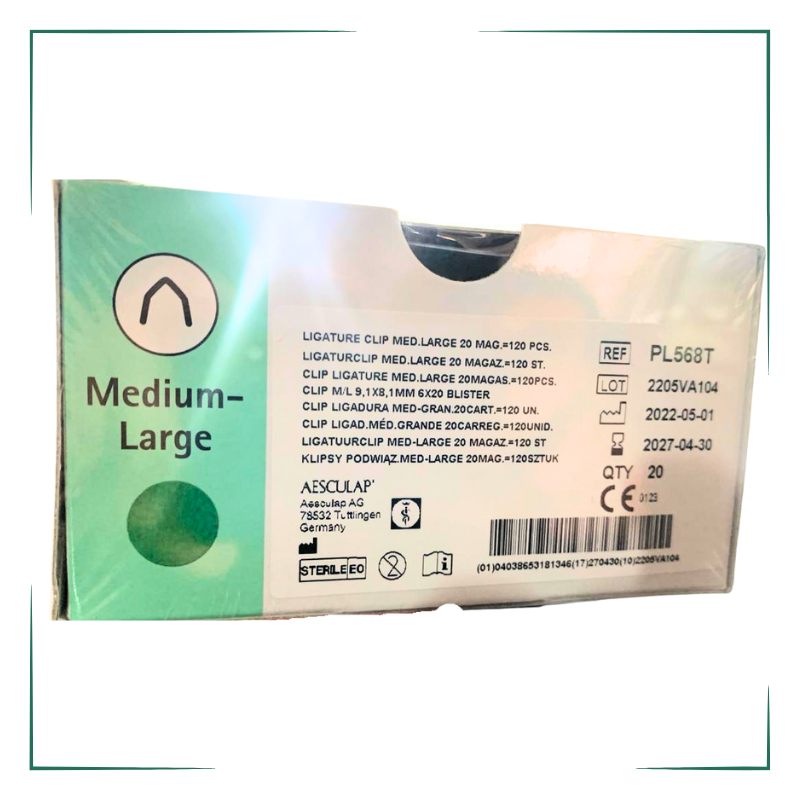 Medium-
Large
LIGATURE CLIP MED.LARGE 20 MAG.=120 PCS.
LIGATURCLIP MED.LARGE 20 MAGAZ.=120 ST.
CLIP LIGATURE MED.LARGE 20MAGAS.=120PCS.
CLIP M/L 9,1X8,1MM 6X20 BLISTER
CLIP LIGADURA MED-GRAN.20CART.=120 UN.
CLIP LIGAD.MÉD.GRANDE 20CARREG.=120UNID.
LIGATUURCLIP MED-LARGE 20 MAGAZ.=120 ST
KLIPSY PODWIĄZ.MED-LARGE 20MAG.=120SZTUK
AESCULAP®
Aesculap AG
78532 Tuttlingen
Germany
STERILE EO
2
i
REF PL568T
LOT 2205VA104
2022-05-01
2027-04-30
QTY 20
CE 0123
(01)04038653181346(17)270430(10)2205VA104